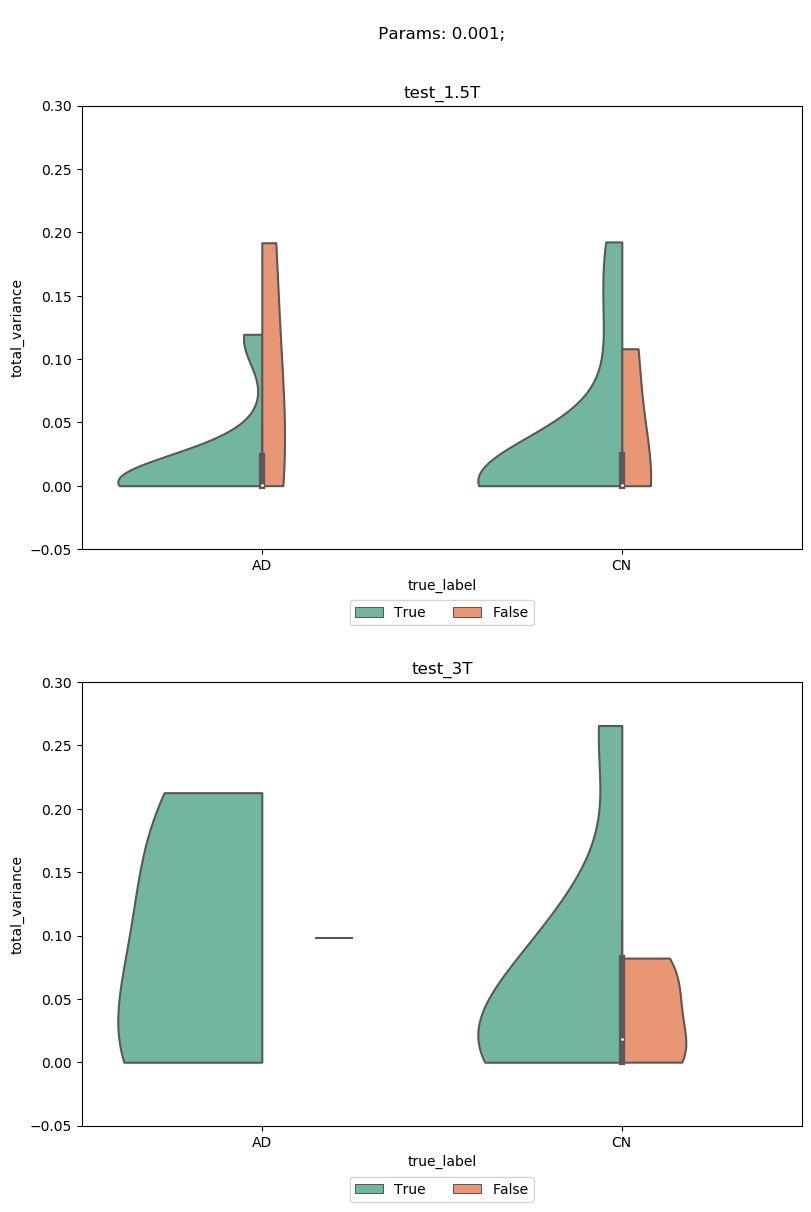 Params: 0.001;
test_1.5T
0.30
0.25
0.20
0.15
0.10
0.05
0.00
−0.05
total_variance
AD CN
true_label
True False
test_3T
0.30
0.25
0.20
0.15
0.10
0.05
0.00
−0.05
total_variance
AD CN
true_label
True False